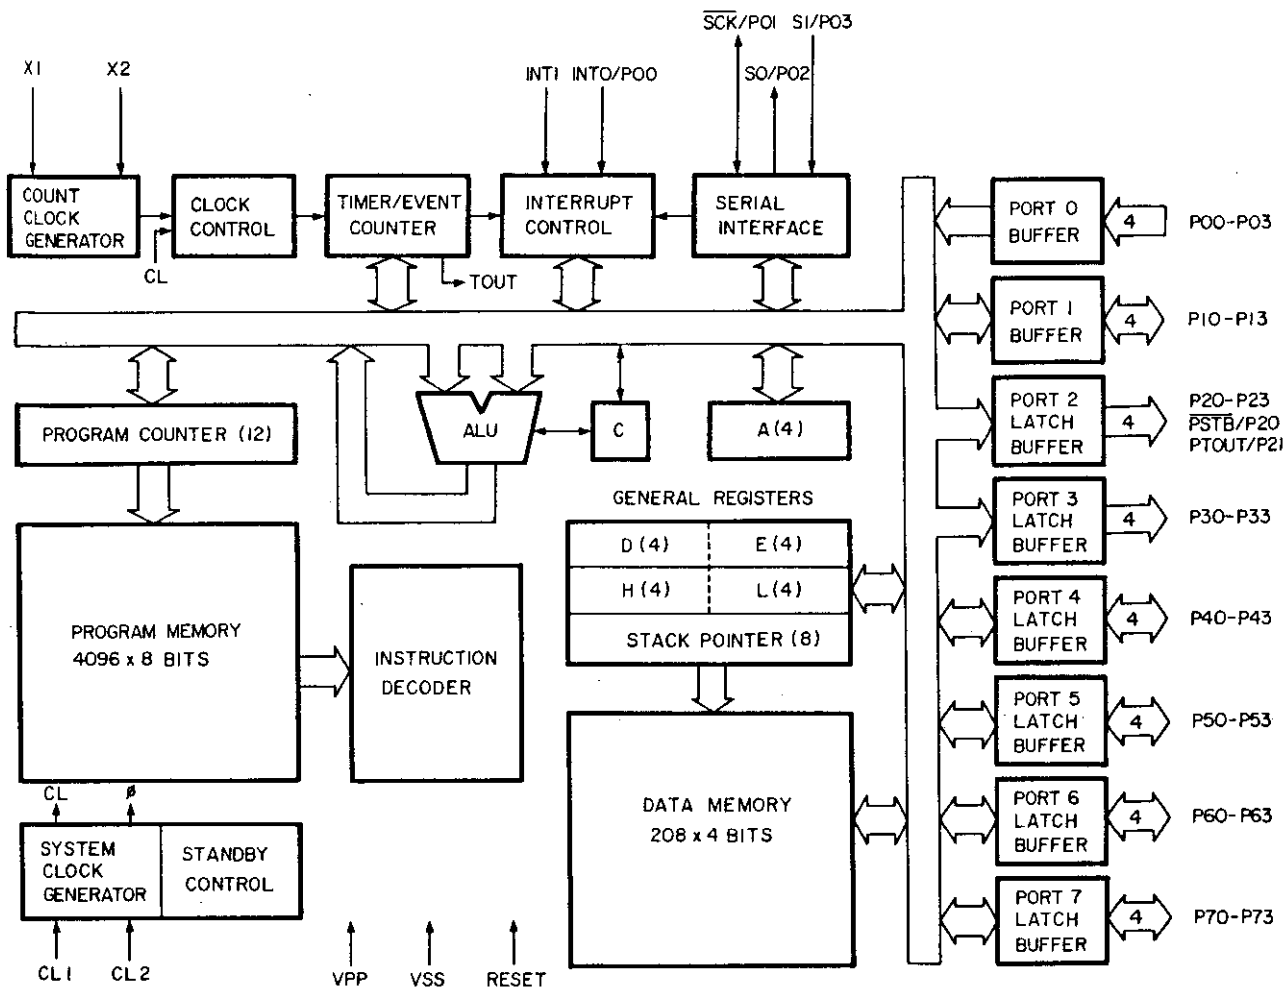 SCK/P01 SI/P03
X1
X2
INT1 INT0/P00
SO/P02
COUNT
CLOCK
GENERATOR
CLOCK
CONTROL
TIMER/EVENT
COUNTER
INTERRUPT
CONTROL
SERIAL
INTERFACE
PORT 0
BUFFER
4
P00-P03
CL
TOUT
PORT 1
BUFFER
4
P10-P13
PROGRAM COUNTER (12)
ALU
C
A (4)
PORT 2
LATCH
BUFFER
4
P20-P23
PSTB/P20
PTOUT/P21
GENERAL REGISTERS
D (4)
E (4)
H (4)
L (4)
STACK POINTER (8)
PORT 3
LATCH
BUFFER
4
P30-P33
PROGRAM MEMORY
4096 x 8 BITS
INSTRUCTION
DECODER
PORT 4
LATCH
BUFFER
4
P40-P43
PORT 5
LATCH
BUFFER
4
P50-P53
DATA MEMORY
208 x 4 BITS
PORT 6
LATCH
BUFFER
4
P60-P63
CL
ø
SYSTEM
CLOCK
GENERATOR
STANDBY
CONTROL
PORT 7
LATCH
BUFFER
4
P70-P73
CL1
CL2
VPP
VSS
RESET